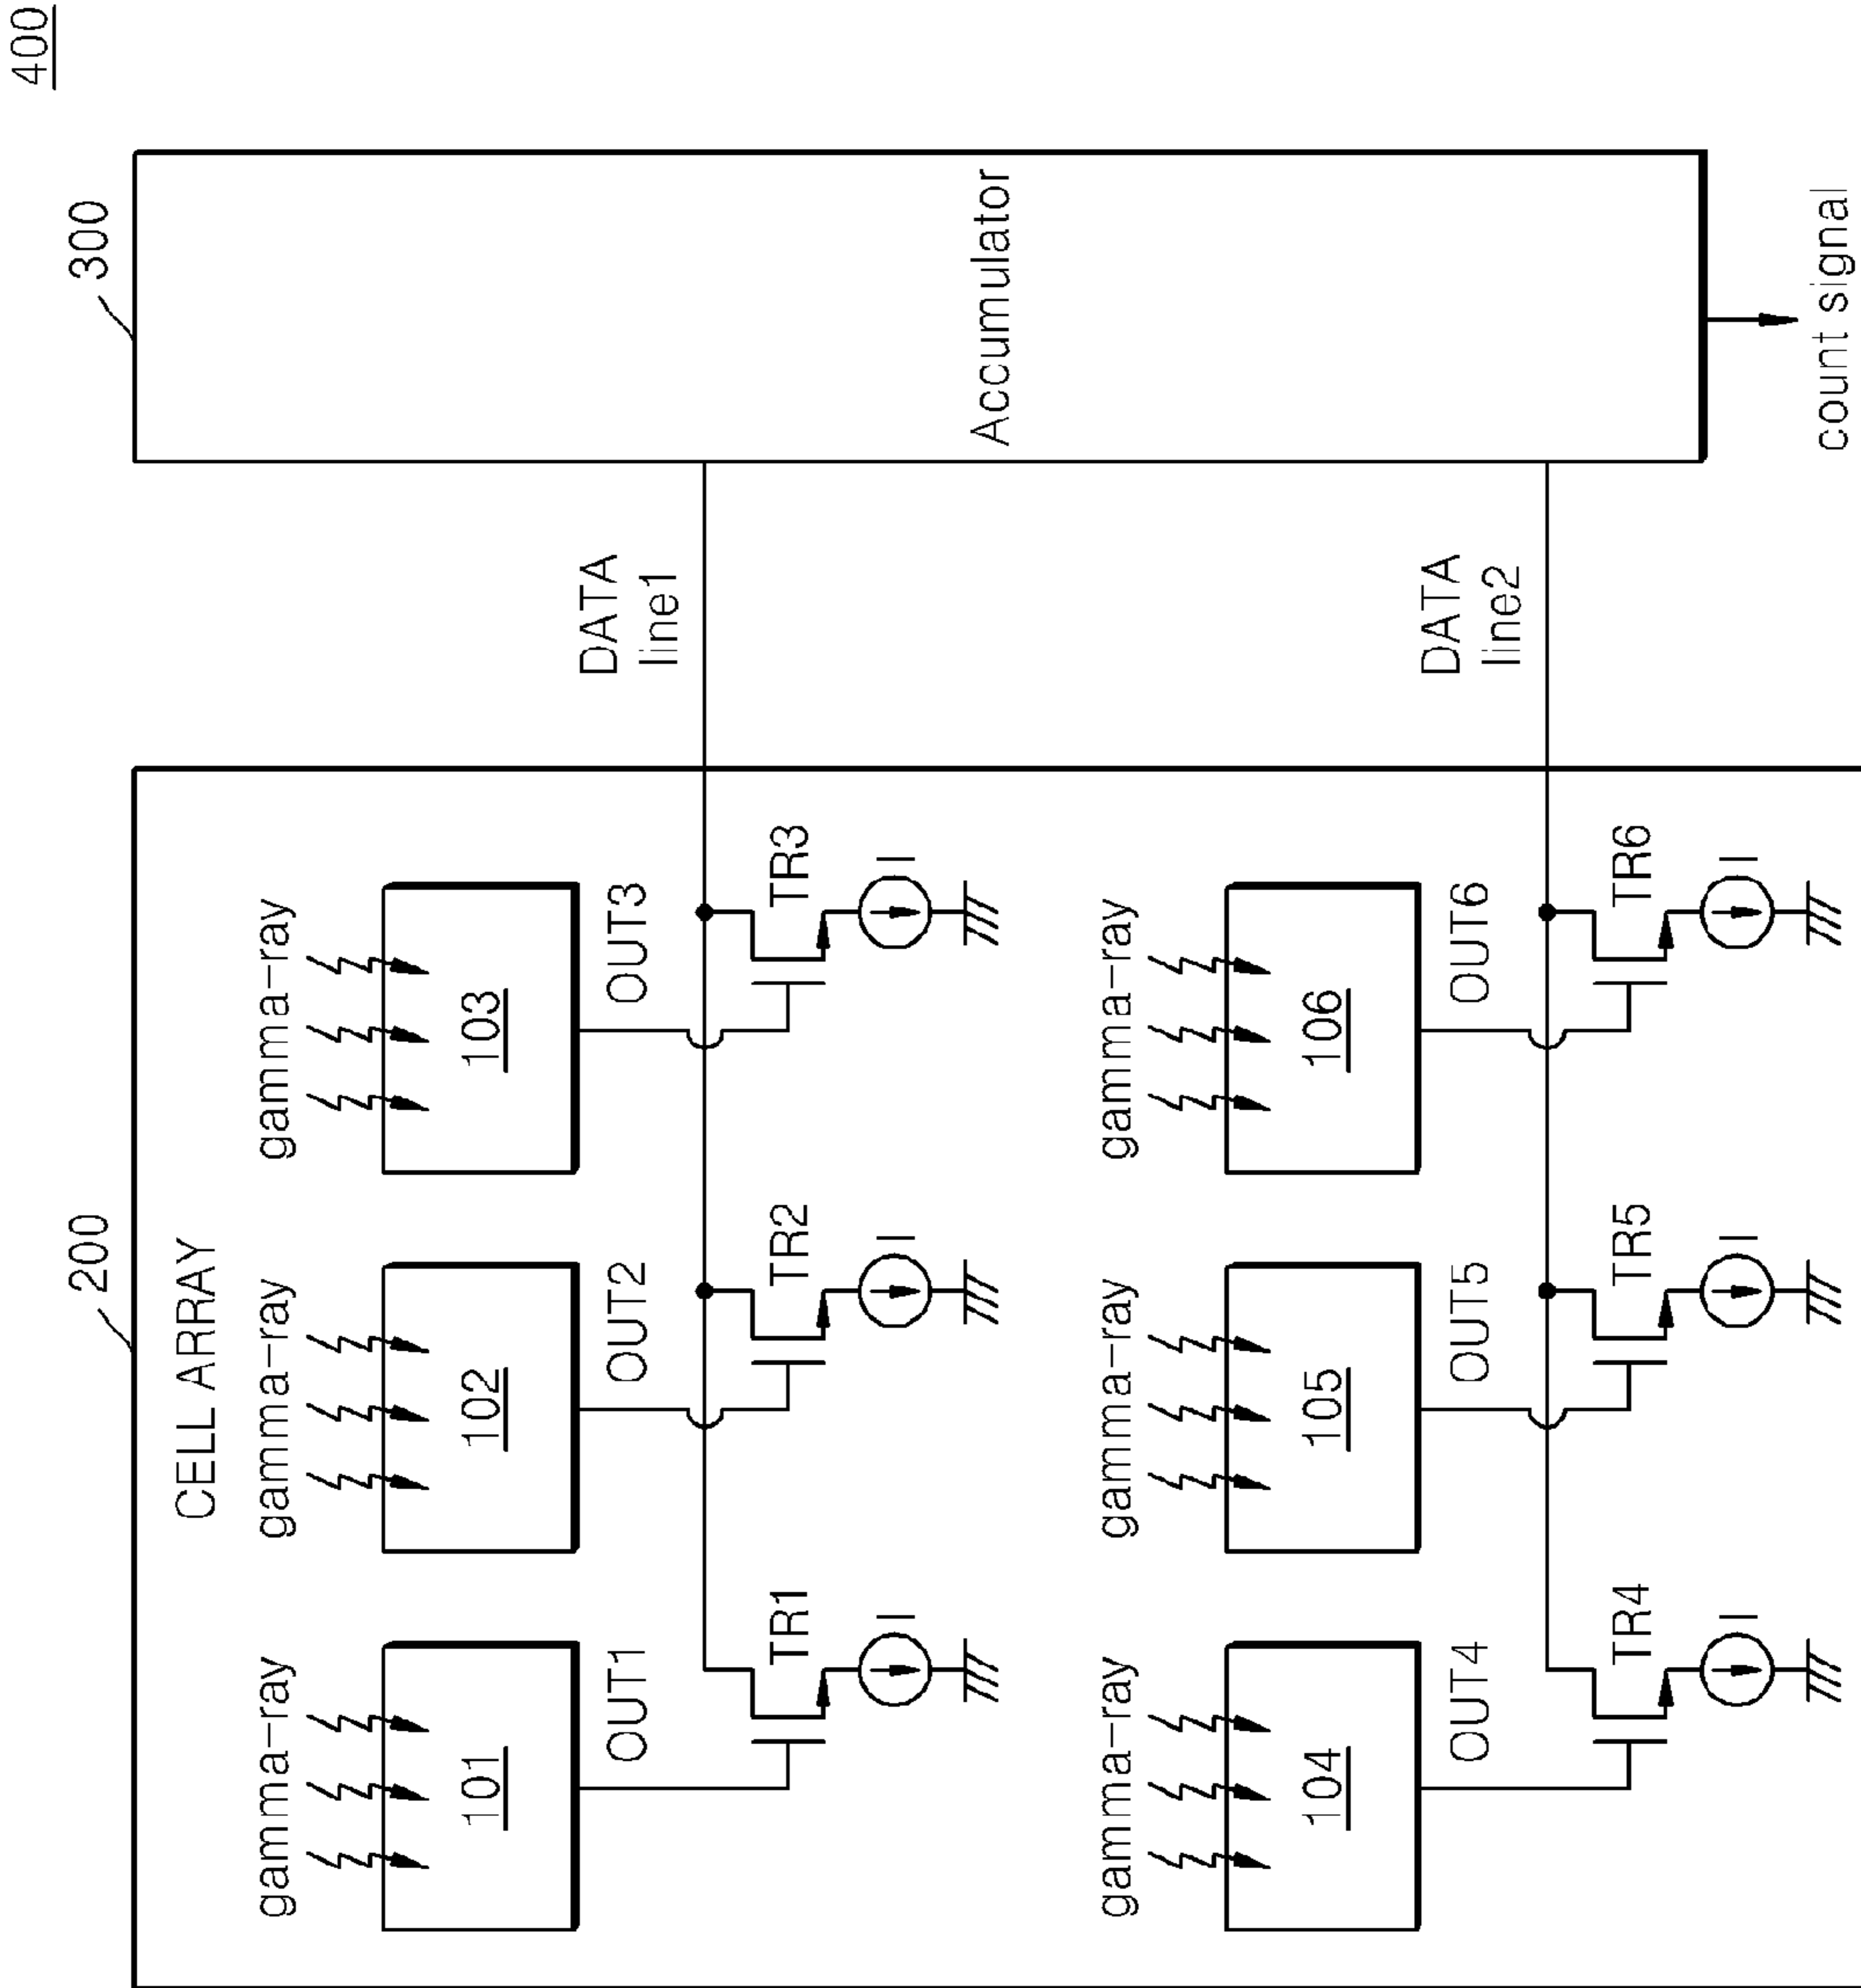 400
200
300
CELL ARRAY
gamma-ray
gamma-ray
gamma-ray
101
102
103
DATA
line1
OUT1
OUT2
OUT3
TR1
TR2
TR3
I
I
I
Accumulator
gamma-ray
gamma-ray
gamma-ray
104
105
106
DATA
line2
OUT4
OUT5
OUT6
TR4
TR5
TR6
I
I
I
count signal